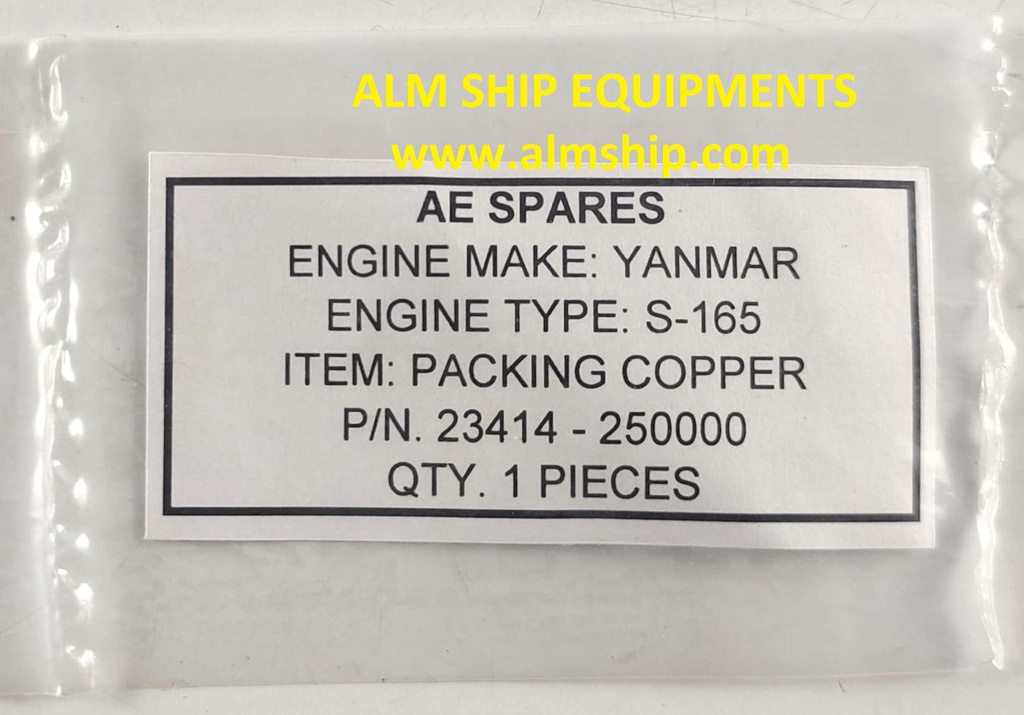 ALM SHIP EQUIPMENTS
www.almship.com
AE SPARES
ENGINE MAKE: YANMAR
ENGINE TYPE: S-165
ITEM: PACKING COPPER
P/N. 23414 - 250000
QTY. 1 PIECES